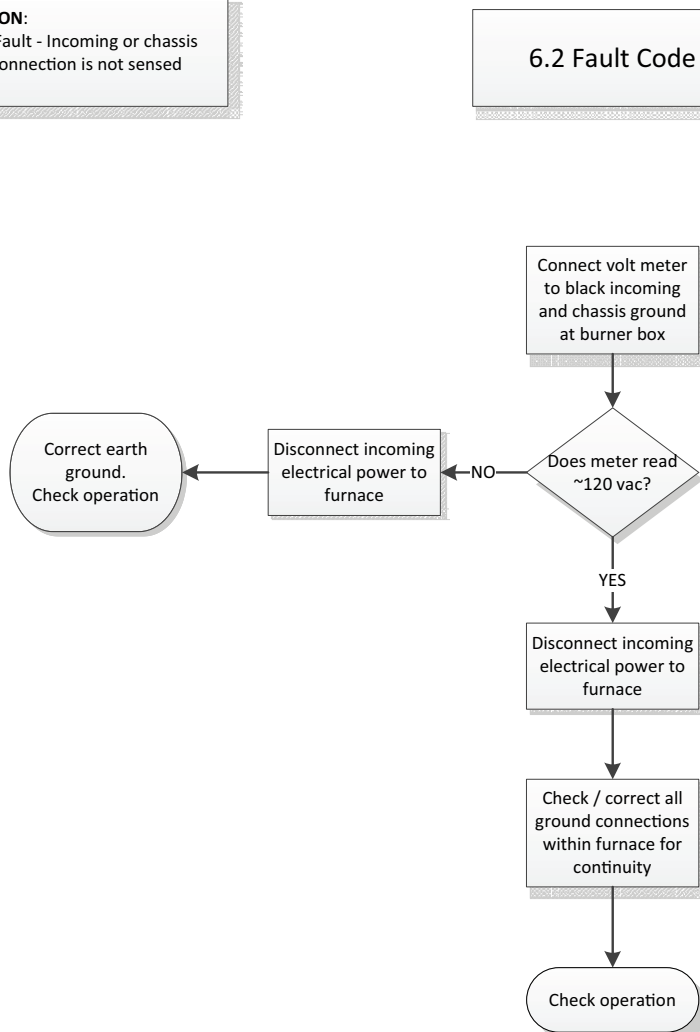 ON:
Fault - Incoming or chassis
onnection is not sensed
6.2 Fault Code
Connect volt meter
to black incoming
and chassis ground
at burner box
Does meter read
~120 vac?
NO
Disconnect incoming
electrical power to
furnace
Correct earth
ground.
Check operation
YES
Disconnect incoming
electrical power to
furnace
Check / correct all
ground connections
within furnace for
continuity
Check operation